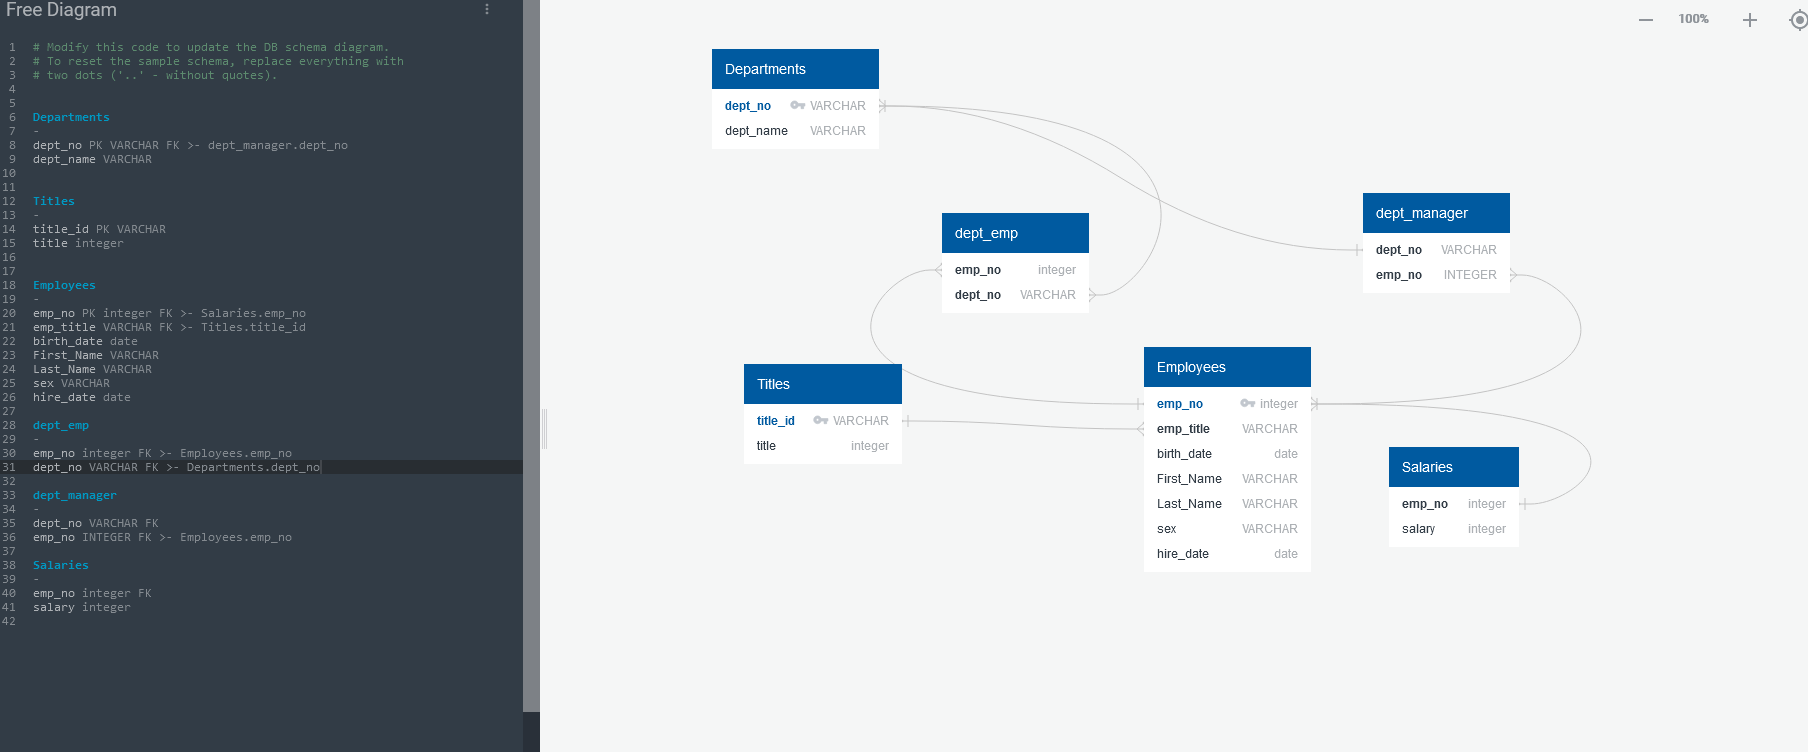 Free Diagram
1 # Modify this code to update the DB schema diagram.
2 # To reset the sample schema, replace everything with
3 # two dots ('..' - without quotes).
4
5
6 Departments
7 -
8 dept_no PK VARCHAR FK >- dept_manager.dept_no
9 dept_name VARCHAR
10
11
12 Titles
13 -
14 title_id PK VARCHAR
15 title integer
16
17
18 Employees
19 -
20 emp_no PK integer FK >- Salaries.emp_no
21 emp_title VARCHAR FK >- Titles.title_id
22 birth_date date
23 First_Name VARCHAR
24 Last_Name VARCHAR
25 sex VARCHAR
26 hire_date date
27
28 dept_emp
29 -
30 emp_no integer FK >- Employees.emp_no
31 dept_no VARCHAR FK >- Departments.dept_no
32
33 dept_manager
34 -
35 dept_no VARCHAR FK
36 emp_no INTEGER FK >- Employees.emp_no
37
38 Salaries
39 -
40 emp_no integer FK
41 salary integer
42
100%
Departments
dept_no VARCHAR
dept_name VARCHAR
dept_emp
emp_no integer
dept_no VARCHAR
dept_manager
dept_no VARCHAR
emp_no INTEGER
Titles
title_id VARCHAR
title integer
Employees
emp_no integer
emp_title VARCHAR
birth_date date
First_Name VARCHAR
Last_Name VARCHAR
sex VARCHAR
hire_date date
Salaries
emp_no integer
salary integer